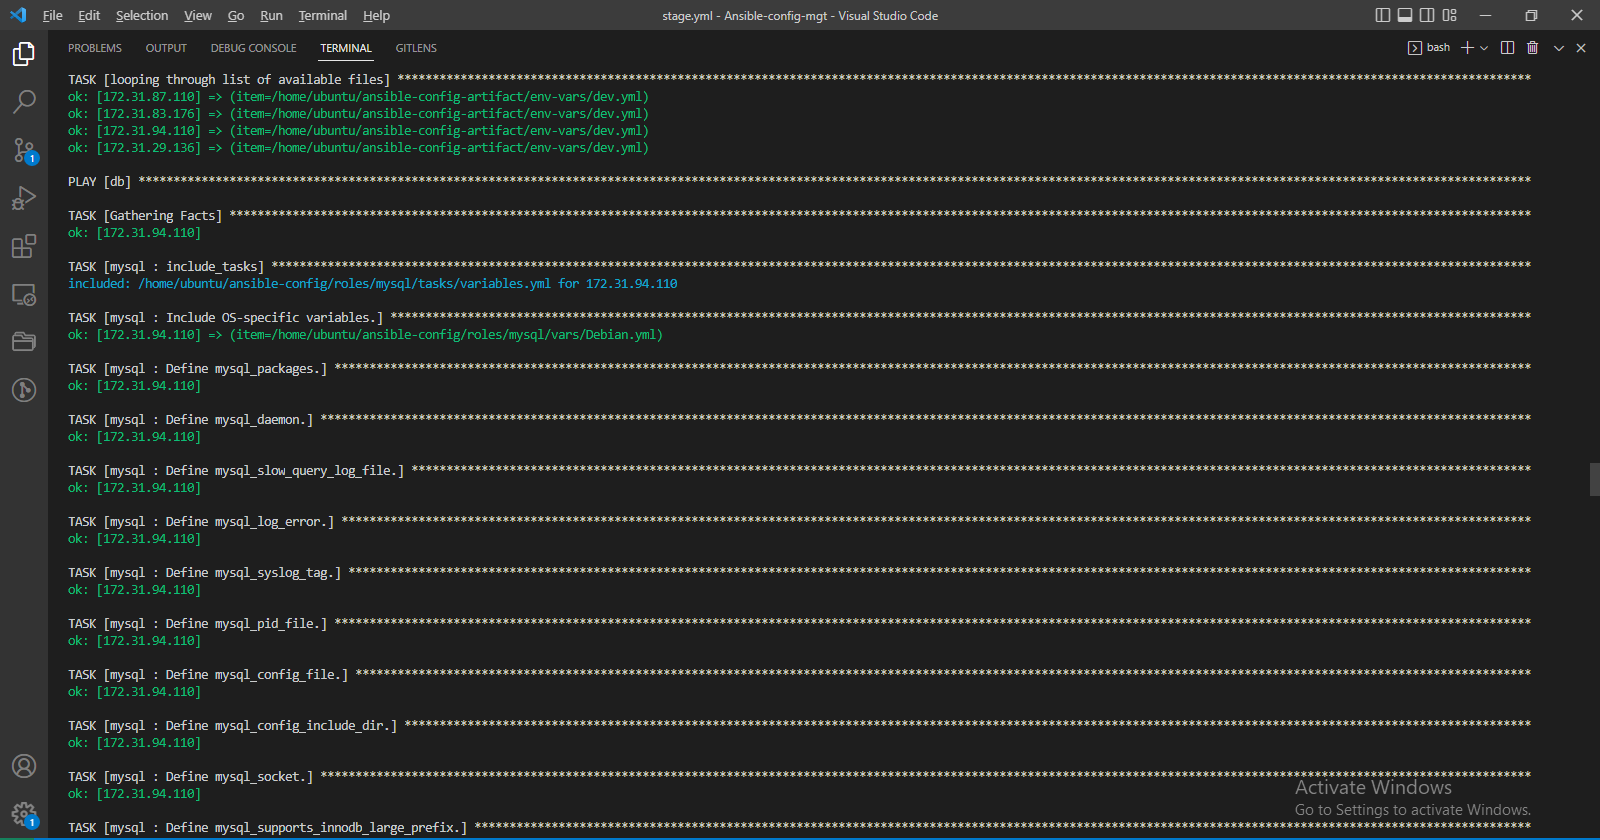 File Edit Selection View Go Run Terminal Help stage.yml - Ansible-config-mgt - Visual Studio Code
PROBLEMS OUTPUT DEBUG CONSOLE TERMINAL GITLENS bash
TASK [looping through list of available files] ******************************************************************************************************************************************************************
ok: [172.31.87.110] => (item=/home/ubuntu/ansible-config-artifact/env-vars/dev.yml)
ok: [172.31.83.176] => (item=/home/ubuntu/ansible-config-artifact/env-vars/dev.yml)
ok: [172.31.94.110] => (item=/home/ubuntu/ansible-config-artifact/env-vars/dev.yml)
ok: [172.31.29.136] => (item=/home/ubuntu/ansible-config-artifact/env-vars/dev.yml)
PLAY [db] *******************************************************************************************************************************************************************************************************
TASK [Gathering Facts] ******************************************************************************************************************************************************************************************
ok: [172.31.94.110]
TASK [mysql : include_tasks] ************************************************************************************************************************************************************************************
included: /home/ubuntu/ansible-config/roles/mysql/tasks/variables.yml for 172.31.94.110
TASK [mysql : Include OS-specific variables.] *******************************************************************************************************************************************************************
ok: [172.31.94.110] => (item=/home/ubuntu/ansible-config/roles/mysql/vars/Debian.yml)
TASK [mysql : Define mysql_packages.] ***************************************************************************************************************************************************************************
ok: [172.31.94.110]
TASK [mysql : Define mysql_daemon.] *****************************************************************************************************************************************************************************
ok: [172.31.94.110]
TASK [mysql : Define mysql_slow_query_log_file.] ****************************************************************************************************************************************************************
ok: [172.31.94.110]
TASK [mysql : Define mysql_log_error.] **************************************************************************************************************************************************************************
ok: [172.31.94.110]
TASK [mysql : Define mysql_syslog_tag.] *************************************************************************************************************************************************************************
ok: [172.31.94.110]
TASK [mysql : Define mysql_pid_file.] ***************************************************************************************************************************************************************************
ok: [172.31.94.110]
TASK [mysql : Define mysql_config_file.] ************************************************************************************************************************************************************************
ok: [172.31.94.110]
TASK [mysql : Define mysql_config_include_dir.] *****************************************************************************************************************************************************************
ok: [172.31.94.110]
TASK [mysql : Define mysql_socket.] *****************************************************************************************************************************************************************************
ok: [172.31.94.110]
TASK [mysql : Define mysql_supports_innodb_large_prefix.] *******************************************************************************************************************************************************
Activate Windows
Go to Settings to activate Windows.
1
1